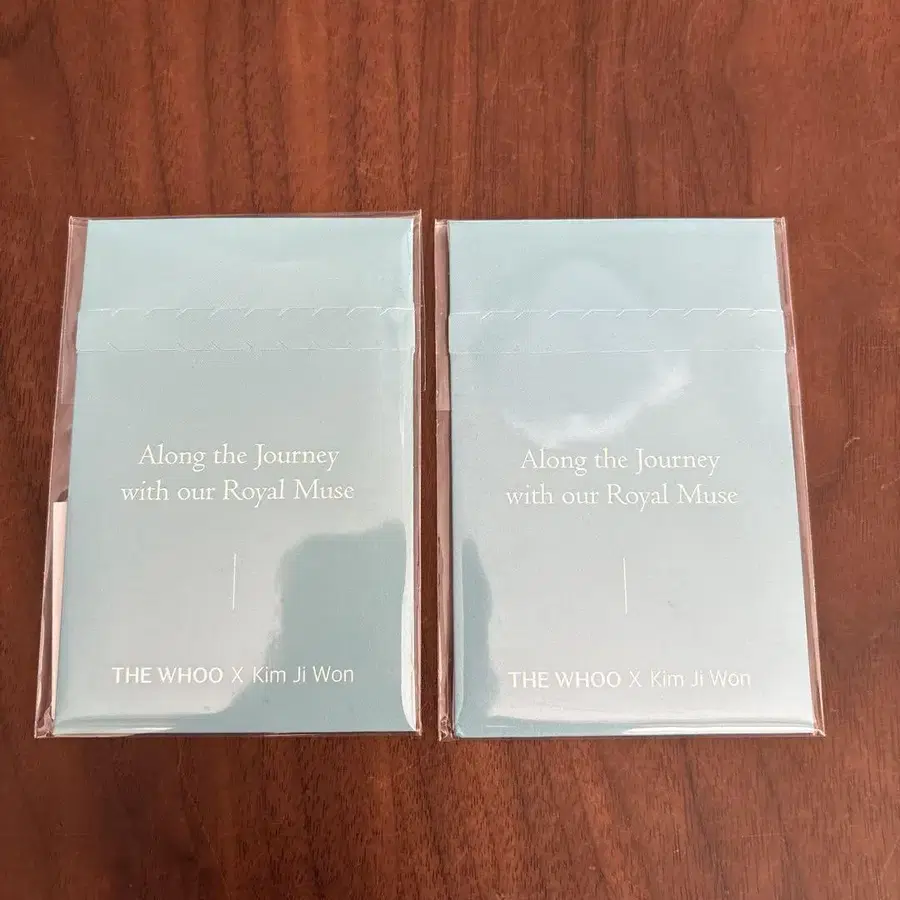 Along the Journey
with our Royal Muse
THE WHOO X Kim Ji Won
Along the Journey
with our Royal Muse
THE WHOO X Kim Ji Won